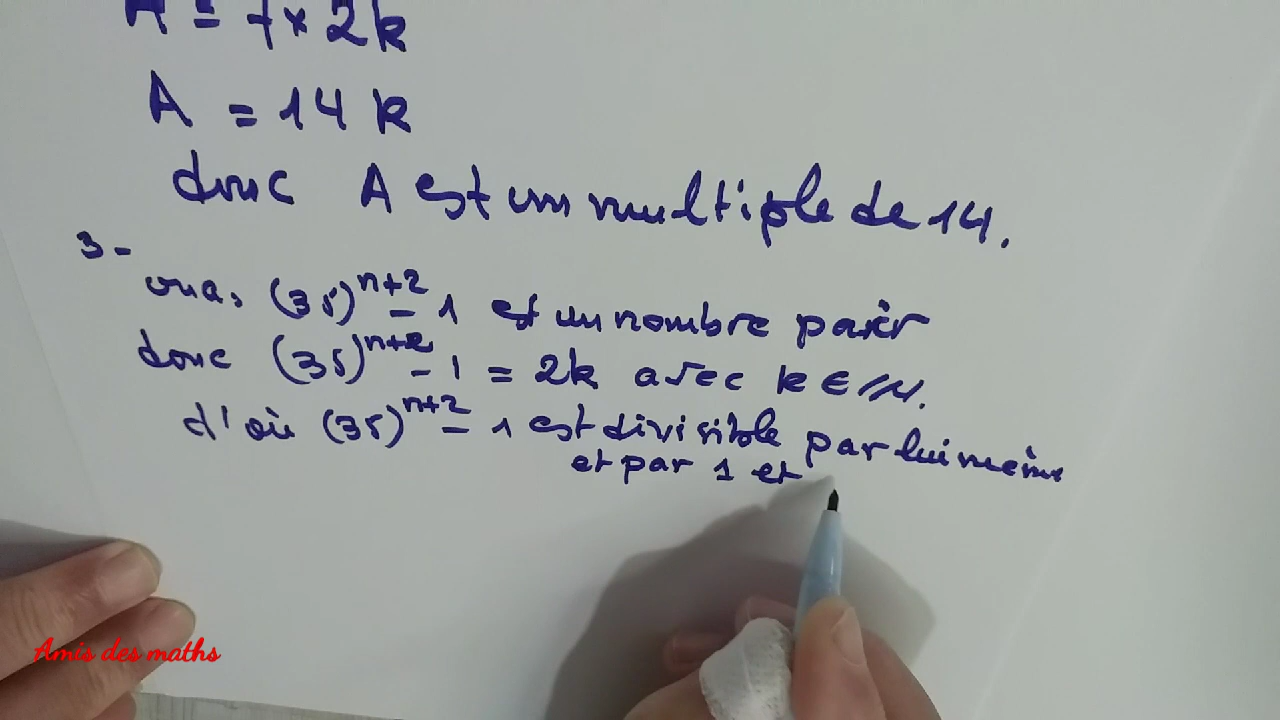 A = 7 x 2k
A = 14 k
donc A est un multiple de 14.
3 -
on a, (35)^n+2 - 1 est un nombre pair
donc (35)^n+2 - 1 = 2k avec k ∈ IN.
d'où (35)^n+2 - 1 est divisible par lui même
et par 1 et
Amis des maths